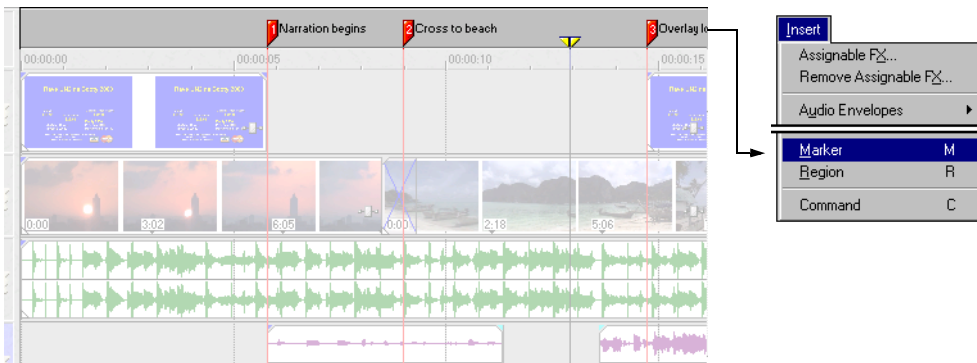 1 Narration begins
2 Cross to beach
3 Overlay lo
00:00:00
00:00:05
00:00:10
00:00:15
0:00
3:02
6:05
0:00
2:18
5:06
Insert
Assignable FX...
Remove Assignable FX...
Audio Envelopes
Marker M
Region R
Command C